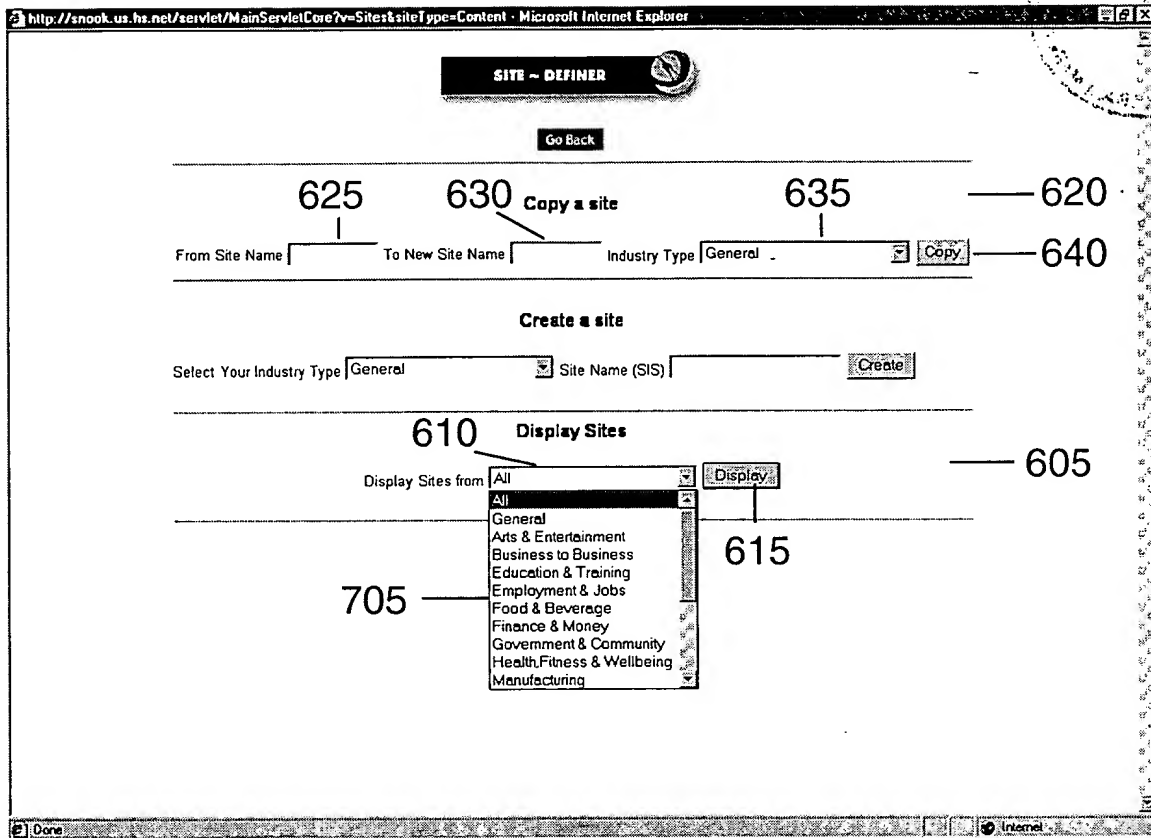 http://snook.us.hs.net/servlet/MainServletCore?v=Sites&siteType=Content - Microsoft Internet Explorer
SITE ~ DEFINER
Go Back
625 630 Copy a site 635 620
From Site Name To New Site Name Industry Type General Copy 640
Create a site
Select Your Industry Type General Site Name (SIS) Create
610 Display Sites
605
Display Sites from All Display
All
General
Arts & Entertainment
Business to Business
615
Education & Training
Employment & Jobs
705
Food & Beverage
Finance & Money
Government & Community
Health,Fitness & Wellbeing
Manufacturing
Done Internet